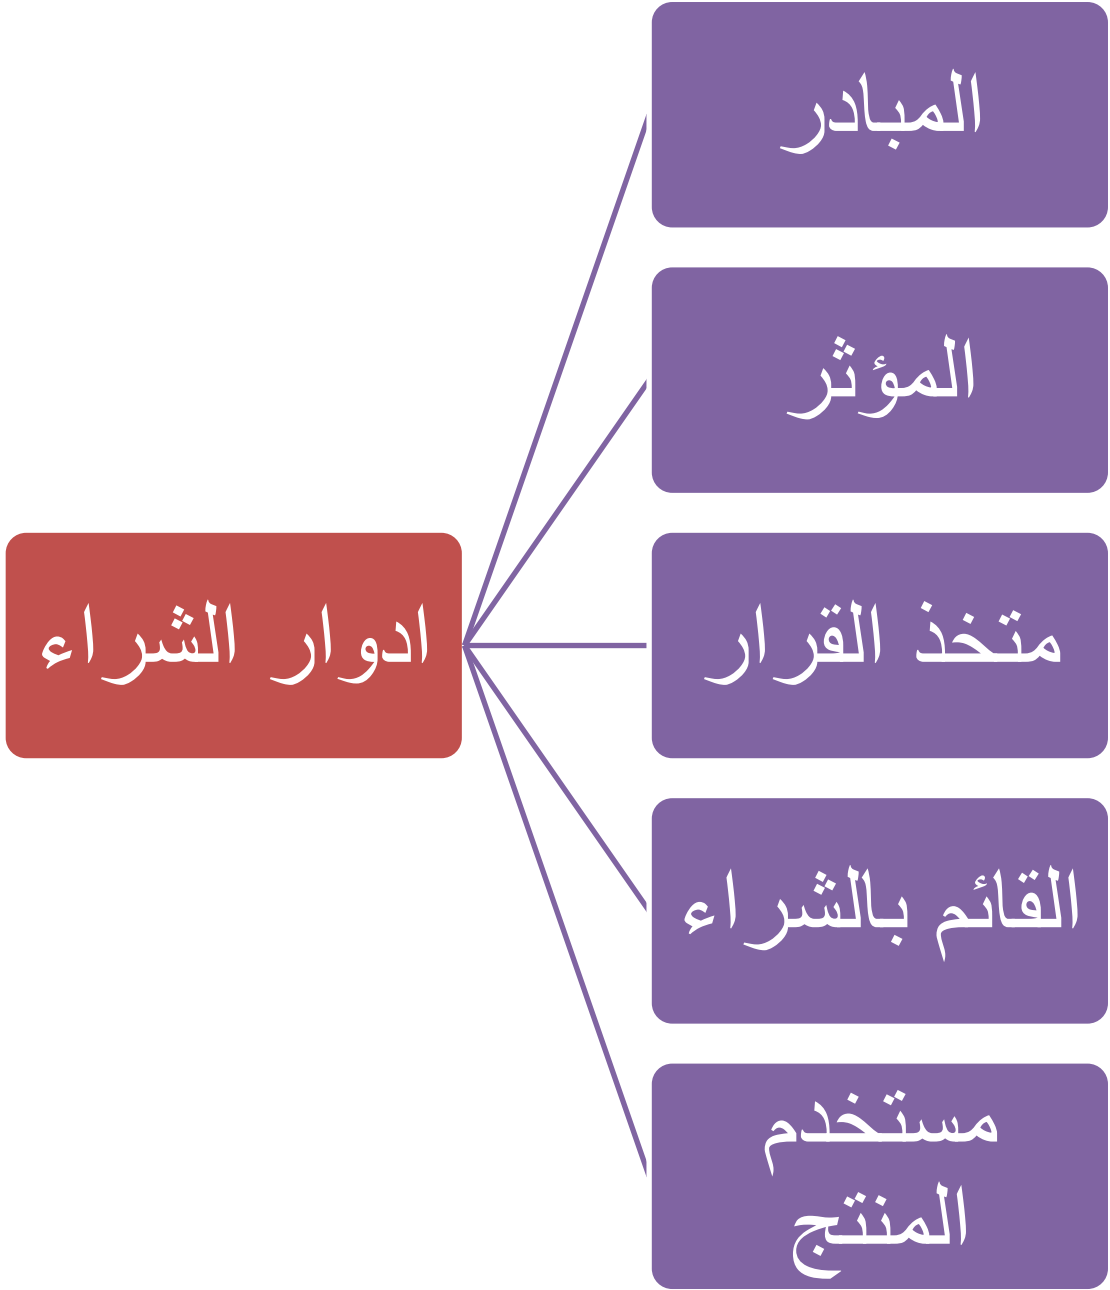 ادوار الشراء
المبادر
المؤثر
متخذ القرار
القائم بالشراء
مستخدم
المنتج